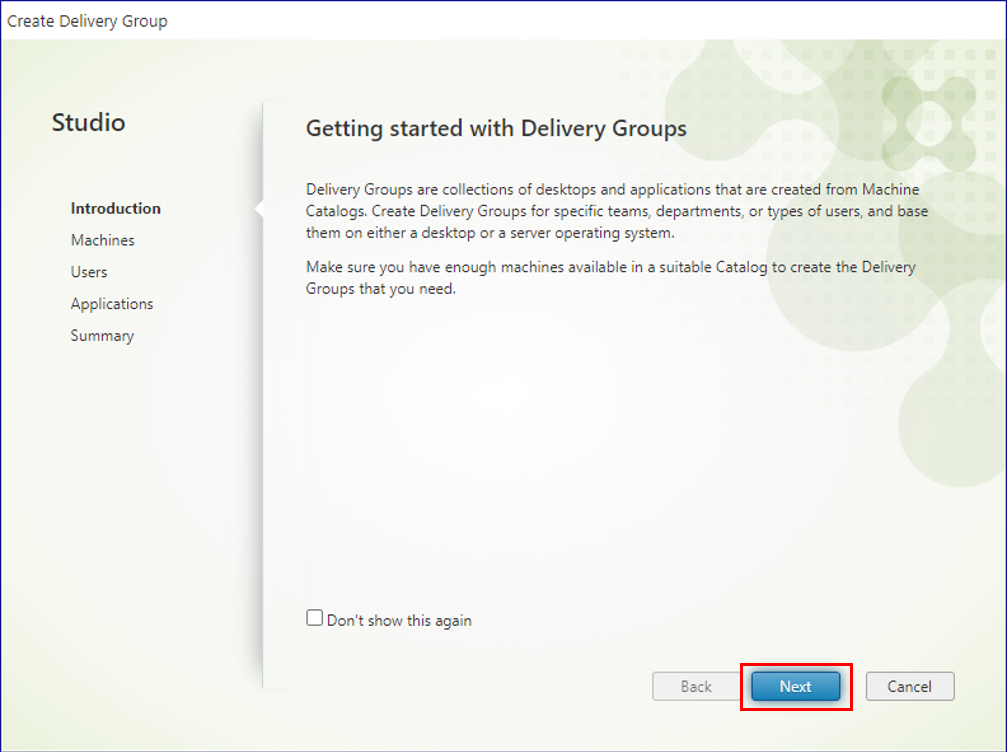 Create Delivery Group
Studio
Introduction
Machines
Users
Applications
Summary
Getting started with Delivery Groups
Delivery Groups are collections of desktops and applications that are created from Machine
Catalogs. Create Delivery Groups for specific teams, departments, or types of users, and base
them on either a desktop or a server operating system.
Make sure you have enough machines available in a suitable Catalog to create the Delivery
Groups that you need.
Don't show this again
Back
Next
Cancel